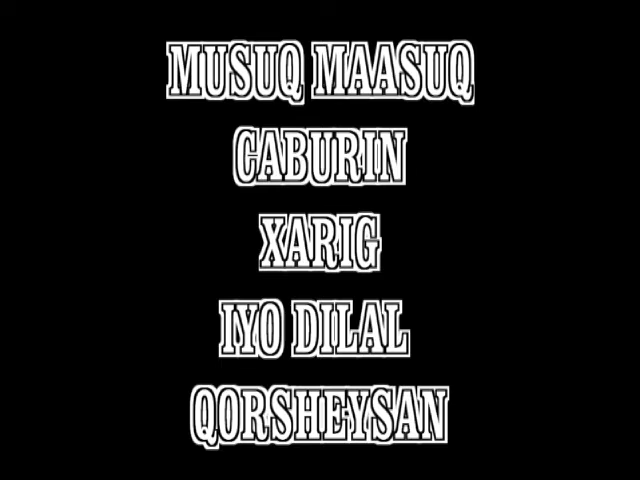 MUSUQ MAASUQ
CABURIN
XARIG
IYO DILAL
QORSHEYSAN